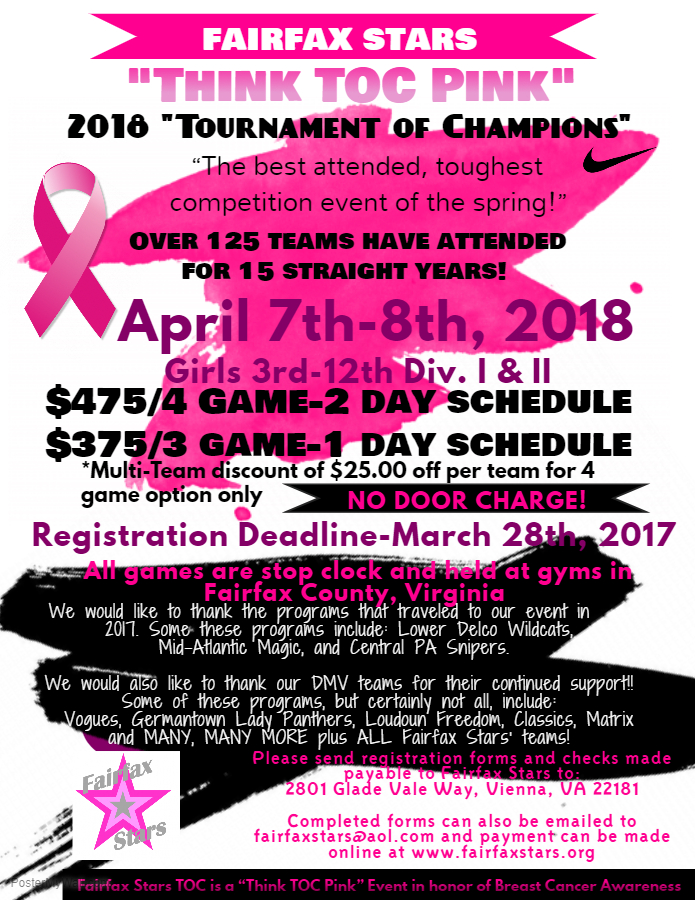 FAIRFAX STARS
"THINK TOC PINK"
2018 "TOURNAMENT OF CHAMPIONS"
“The best attended, toughest
competition event of the spring!”
OVER 125 TEAMS HAVE ATTENDED
FOR 15 STRAIGHT YEARS!
April 7th-8th, 2018
Girls 3rd-12th Div. I & II
$475/4 GAME-2 DAY SCHEDULE
$375/3 GAME-1 DAY SCHEDULE
*Multi-Team discount of $25.00 off per team for 4
game option only
NO DOOR CHARGE!
Registration Deadline-March 28th, 2017
All games are stop clock and held at gyms in
Fairfax County, Virginia
We would like to thank the programs that traveled to our event in
2017. Some these programs include: Lower Delco Wildcats,
Mid-Atlantic Magic, and Central PA Snipers.
We would also like to thank our DMV teams for their continued support!!
Some of these programs, but certainly not all, include:
Vogues, Germantown Lady Panthers, Loudoun Freedom, Classics, Matrix
and MANY, MANY MORE plus ALL Fairfax Stars' teams!
Fairfax
Stars
Please send registration forms and checks made
payable to Fairfax Stars to:
2801 Glade Vale Way, Vienna, VA 22181
Completed forms can also be emailed to
fairfaxstars@aol.com and payment can be made
online at www.fairfaxstars.org
Fairfax Stars TOC is a “Think TOC Pink” Event in honor of Breast Cancer Awareness